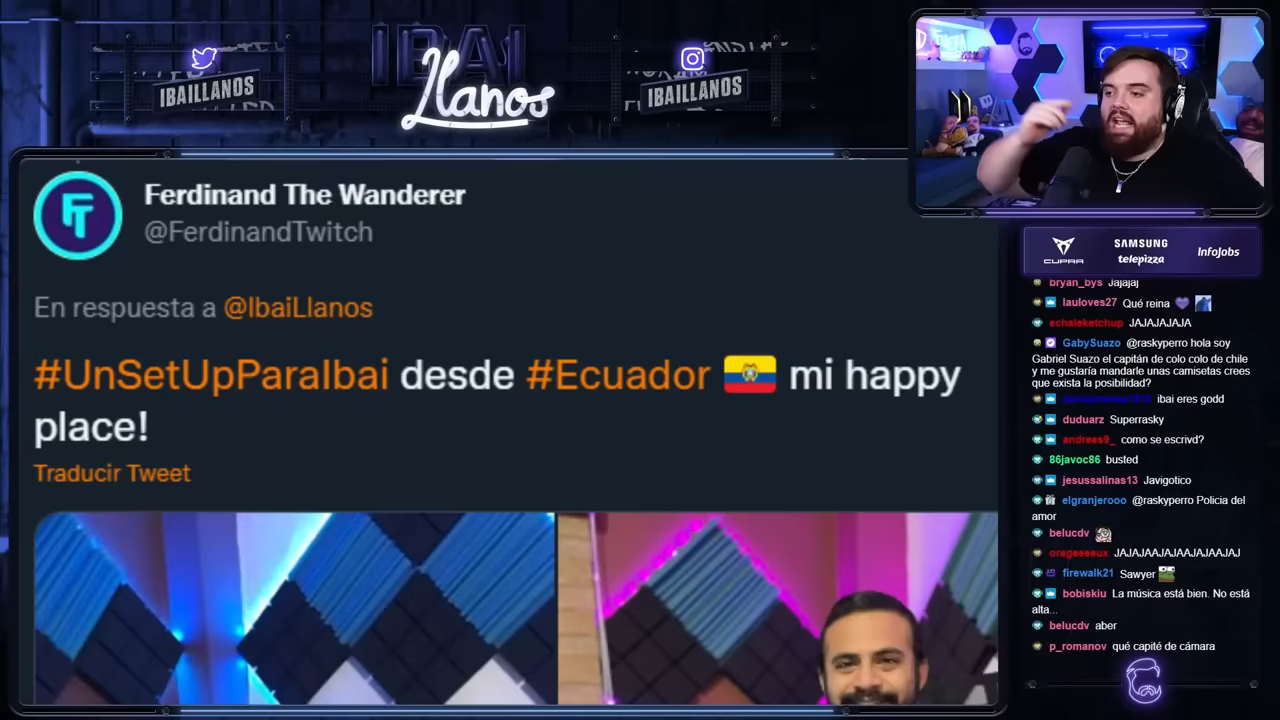 IBAI
Llanos
IBAILLANOS
IBAILLANOS
Ferdinand The Wanderer
@FerdinandTwitch
En respuesta a @IbaiLlanos
#UnSetUpParaIbai desde #Ecuador 🇪🇨 mi happy
place!
Traducir Tweet
CUPRA
SAMSUNG
telepizza
InfoJobs
bryan_bys Jajajaj
lauloves27 Qué reina 💜
echaleketchup JAJAJAJAJA
GabySuazo @raskyperro hola soy
Gabriel Suazo el capitán de colo colo de chile
y me gustaría mandarle unas camisetas crees
que exista la posibilidad?
ibai eres godd
duduarz Superrasky
andrees9_ como se escrivd?
86javoc86 busted
jesussalinas13 Javigotico
elgranjerooo @raskyperro Policia del
amor
belucdv
orageeeeux JAJAJAAJAJAAJAJAAJAJ
firewalk21 Sawyer
bobiskiu La música está bien. No está
alta...
belucdv aber
p_romanov qué capité de cámara